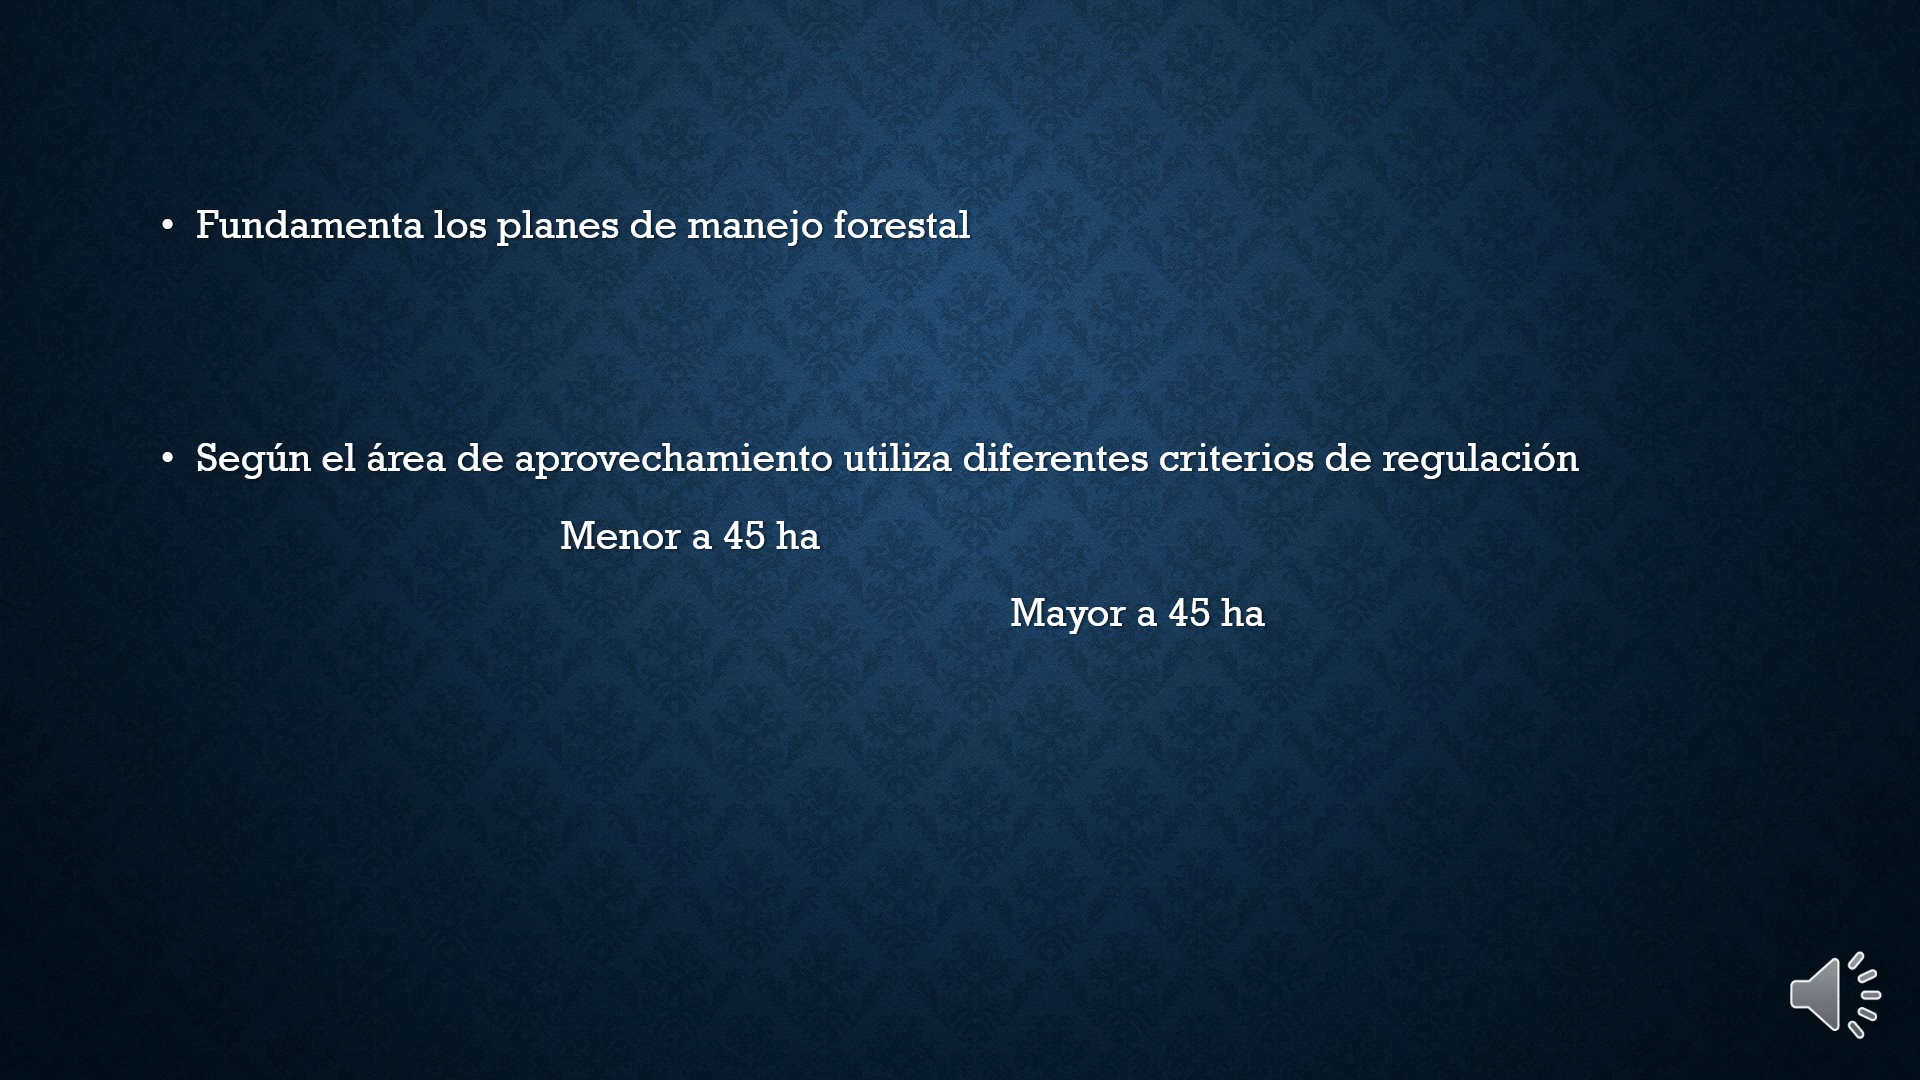 • Fundamenta los planes de manejo forestal
• Según el área de aprovechamiento utiliza diferentes criterios de regulación
Menor a 45 ha
Mayor a 45 ha